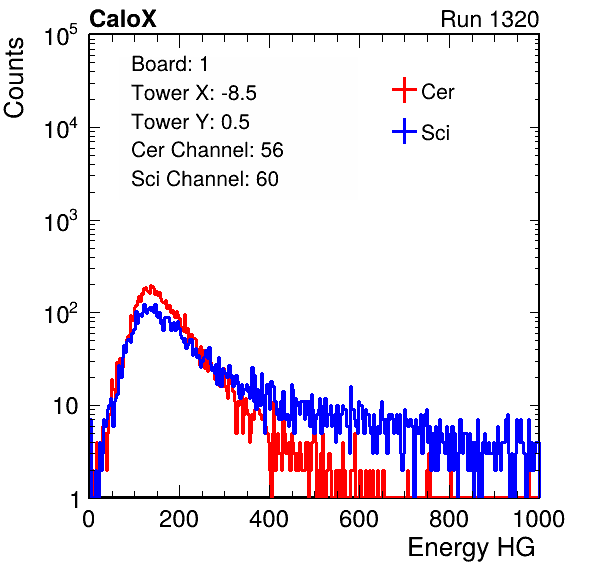 CaloX Run 1320
Counts
Board: 1
Tower X: -8.5
Tower Y: 0.5
Cer Channel: 56
Sci Channel: 60
Cer
Sci
10^5
10^4
10^3
10^2
10
1
0 200 400 600 800 1000
Energy HG